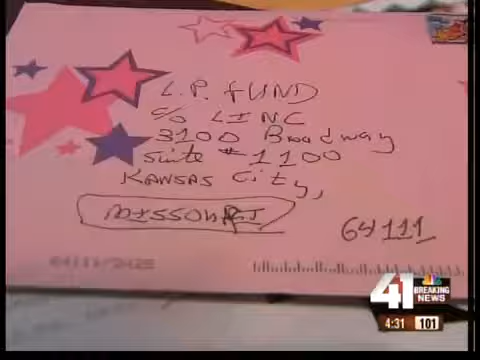 L.P. FUND
c/o LINC
3100 Broadway
Suite # 1100
KANSAS City,
MISSOURI
64111
41
BREAKING
NEWS
4:31 101